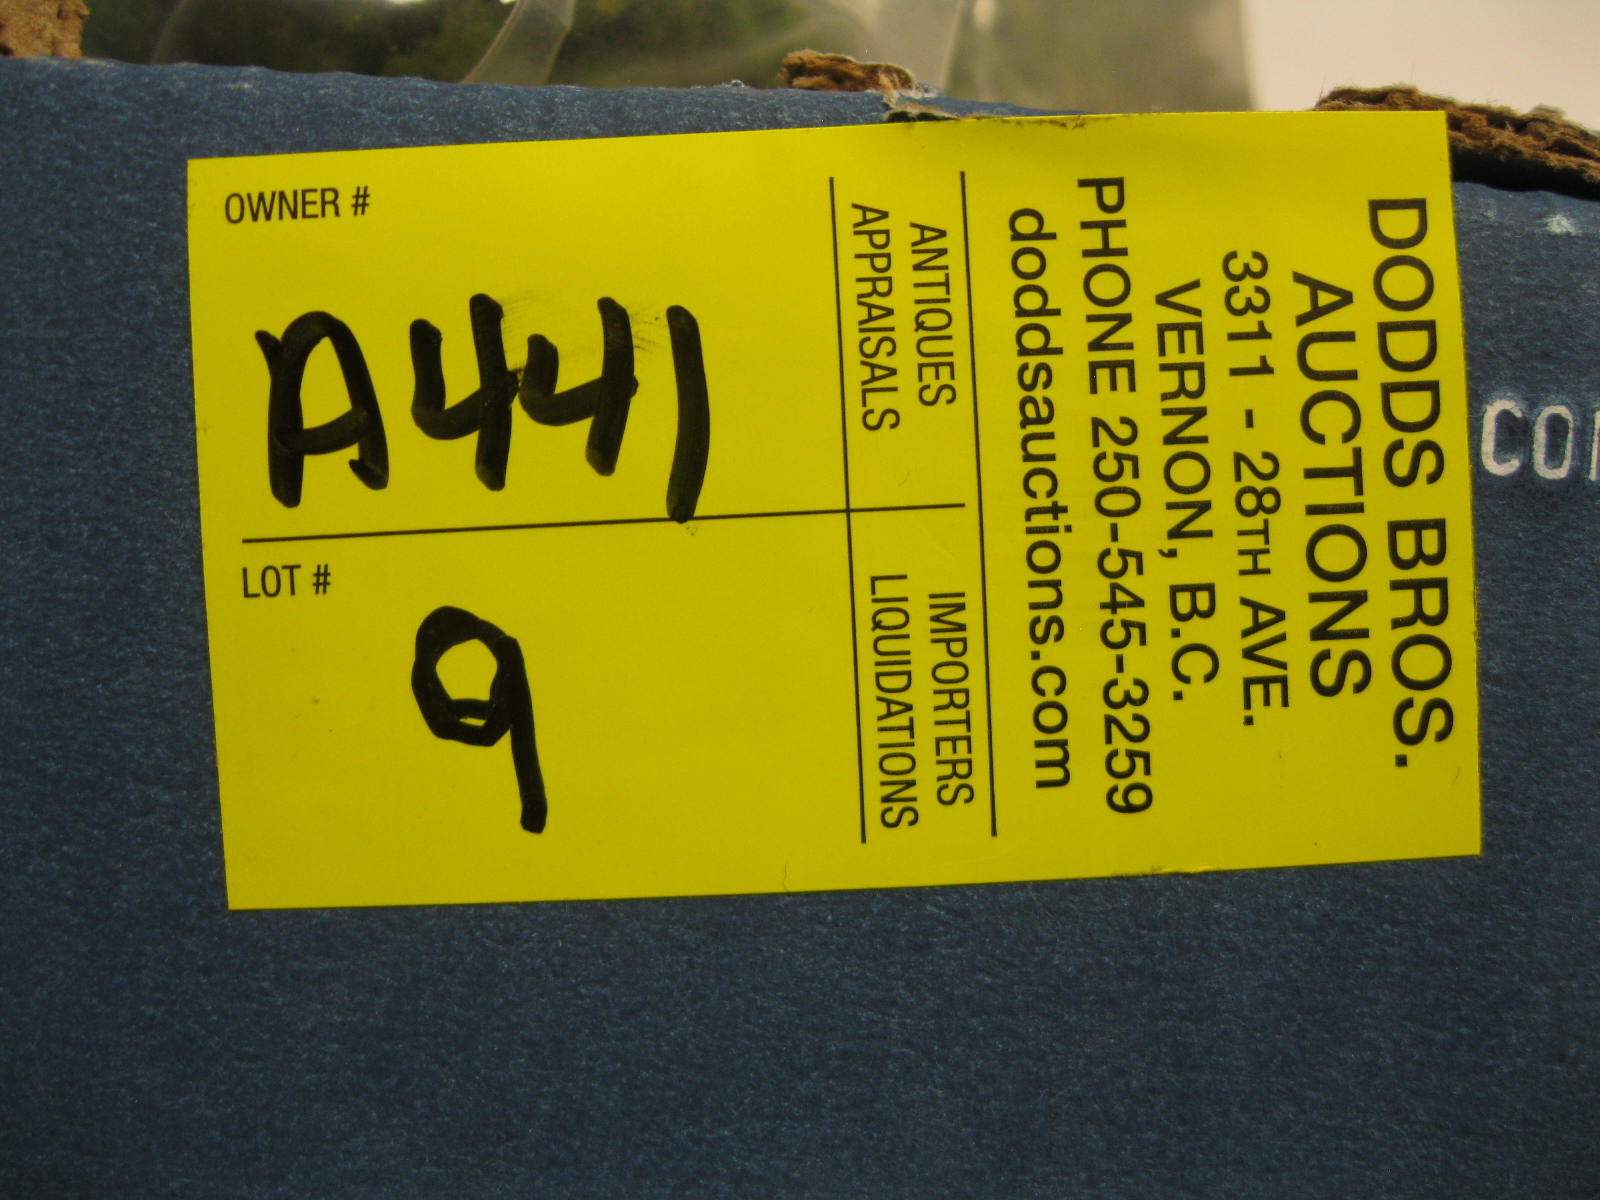 DODDS BROS.
AUCTIONS
3311 - 28TH AVE.
VERNON, B.C.
PHONE 250-545-3259
doddsauctions.com
ANTIQUES
APPRAISALS
IMPORTERS
LIQUIDATIONS
OWNER #
A441
LOT #
9